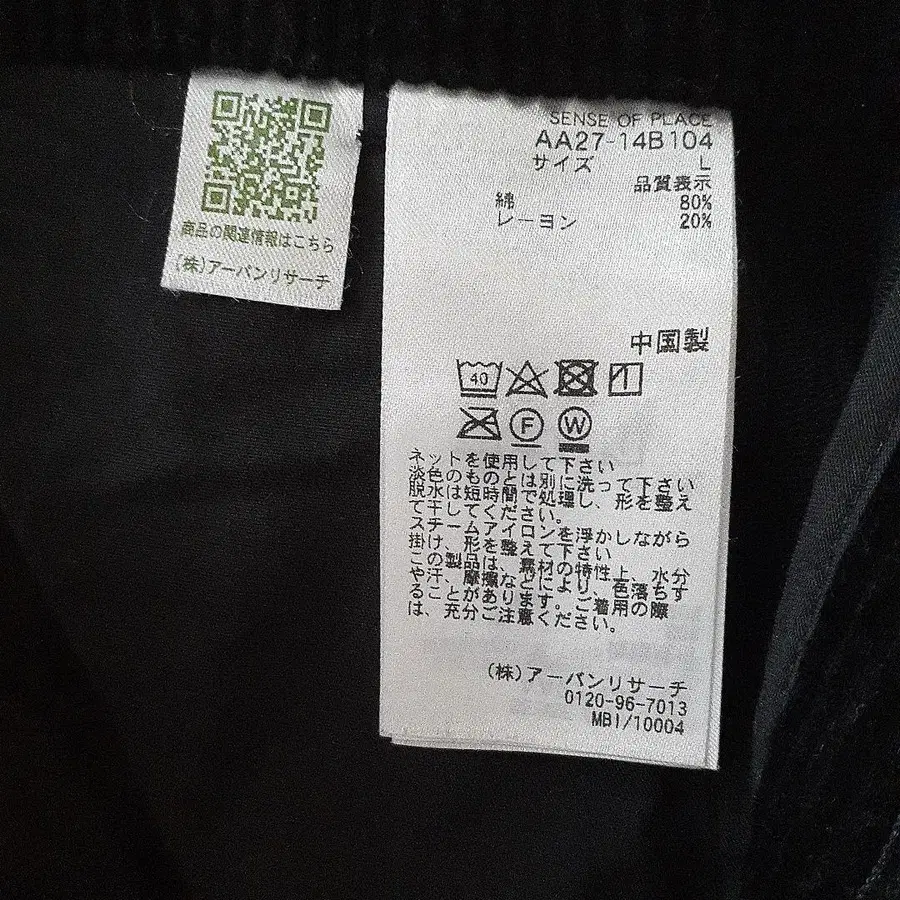 商品の関連情報はこちら
(株)アーバンリサーチ
SENSE OF PLACE
AA27-14B104
サイズ L
品質表示
綿 80%
レーヨン 20%
中国製
40
F W
ネットを使用して下さい
淡色のものとは別に洗って下さい
脱水は短時間で処理し、形を整え
て干してください。
スチームアイロンを浮かしながら
掛け、形を整えて下さい
この製品は、素材の特性上、水分
や汗、摩擦などにより、色落ちす
ることがあります。ご着用の際
は、充分ご注意ください。
(株)アーバンリサーチ
0120-96-7013
MBI/10004